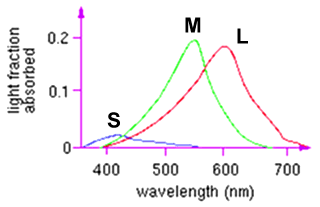 M L
0.2
light fraction
absorbed
0.1
S
0
400 500 600 700
wavelength (nm)